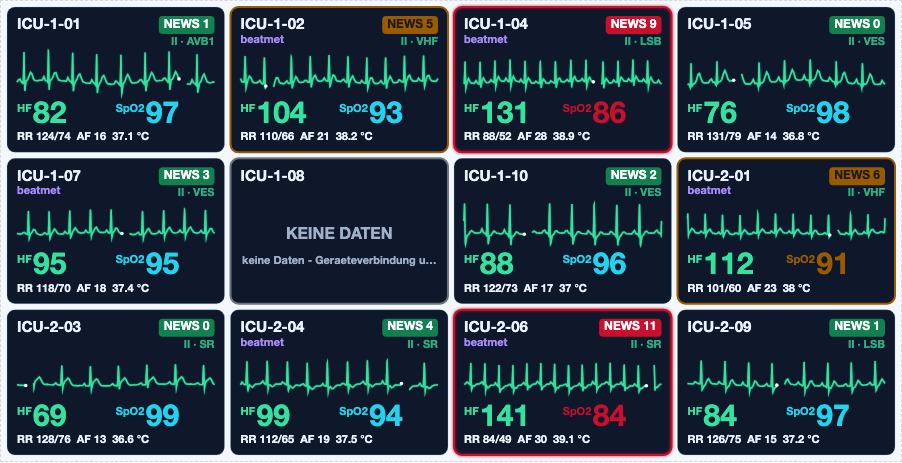 ICU-1-01 NEWS 1
II · AVB1
HF 82 SpO2 97
RR 124/74 AF 16 37.1 °C
ICU-1-02 NEWS 5
beatmet II · VHF
HF 104 SpO2 93
RR 110/66 AF 21 38.2 °C
ICU-1-04 NEWS 9
beatmet II · LSB
HF 131 SpO2 86
RR 88/52 AF 28 38.9 °C
ICU-1-05 NEWS 0
II · VES
HF 76 SpO2 98
RR 131/79 AF 14 36.8 °C
ICU-1-07 NEWS 3
beatmet II · VES
HF 95 SpO2 95
RR 118/70 AF 18 37.4 °C
ICU-1-08
KEINE DATEN
keine Daten - Geraeteverbindung u...
ICU-1-10 NEWS 2
II · VES
HF 88 SpO2 96
RR 122/73 AF 17 37 °C
ICU-2-01 NEWS 6
beatmet II · VHF
HF 112 SpO2 91
RR 101/60 AF 23 38 °C
ICU-2-03 NEWS 0
II · SR
HF 69 SpO2 99
RR 128/76 AF 13 36.6 °C
ICU-2-04 NEWS 4
beatmet II · SR
HF 99 SpO2 94
RR 112/65 AF 19 37.5 °C
ICU-2-06 NEWS 11
beatmet II · SR
HF 141 SpO2 84
RR 84/49 AF 30 39.1 °C
ICU-2-09 NEWS 1
II · LSB
HF 84 SpO2 97
RR 126/75 AF 15 37.2 °C